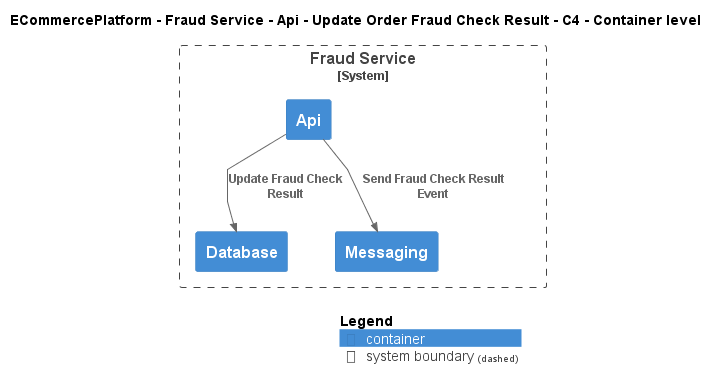 ECommercePlatform - Fraud Service - Api - Update Order Fraud Check Result - C4 - Container level
Fraud Service
[System]
Api
Update Fraud Check
Result
Send Fraud Check Result
Event
Database
Messaging
Legend
container
system boundary (dashed)